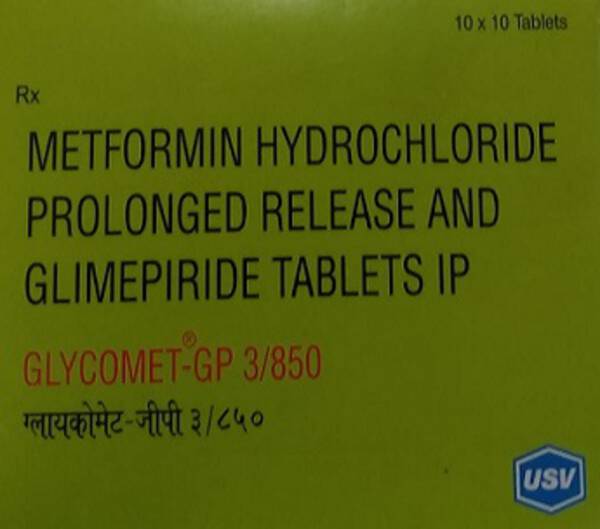 10 x 10 Tablets
Rx
METFORMIN HYDROCHLORIDE
PROLONGED RELEASE AND
GLIMEPIRIDE TABLETS IP
GLYCOMET®-GP 3/850
ग्लायकोमेट-जीपी ३/८५०
USV